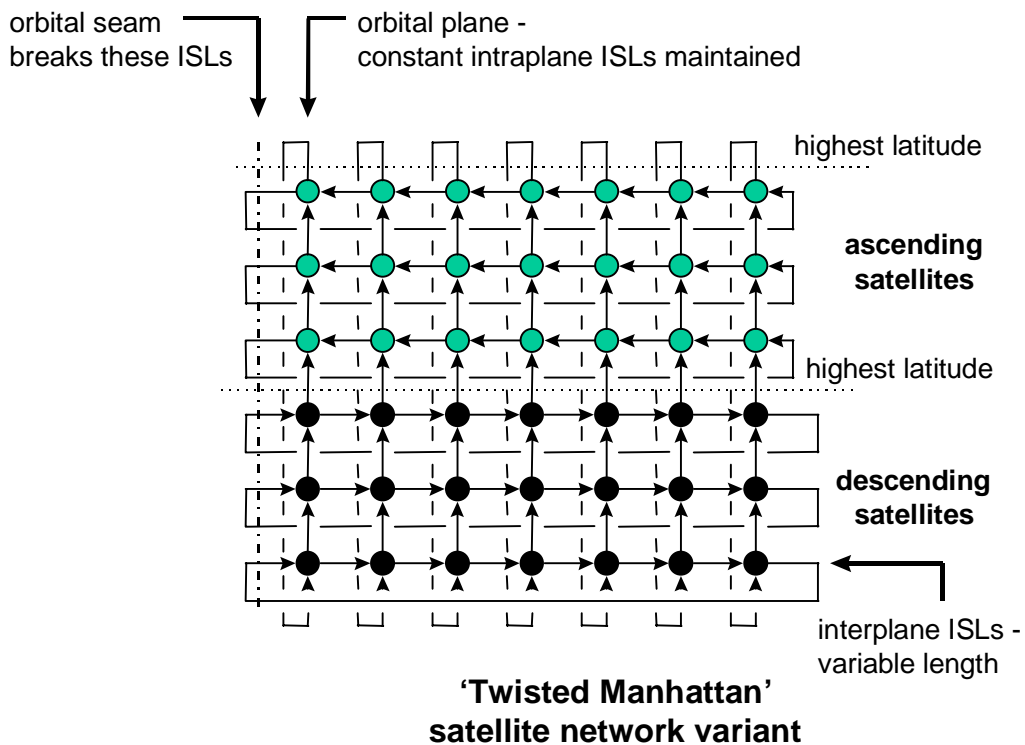 orbital seam
breaks these ISLs
orbital plane -
constant intraplane ISLs maintained
highest latitude
ascending
satellites
highest latitude
descending
satellites
interplane ISLs -
variable length
‘Twisted Manhattan’
satellite network variant